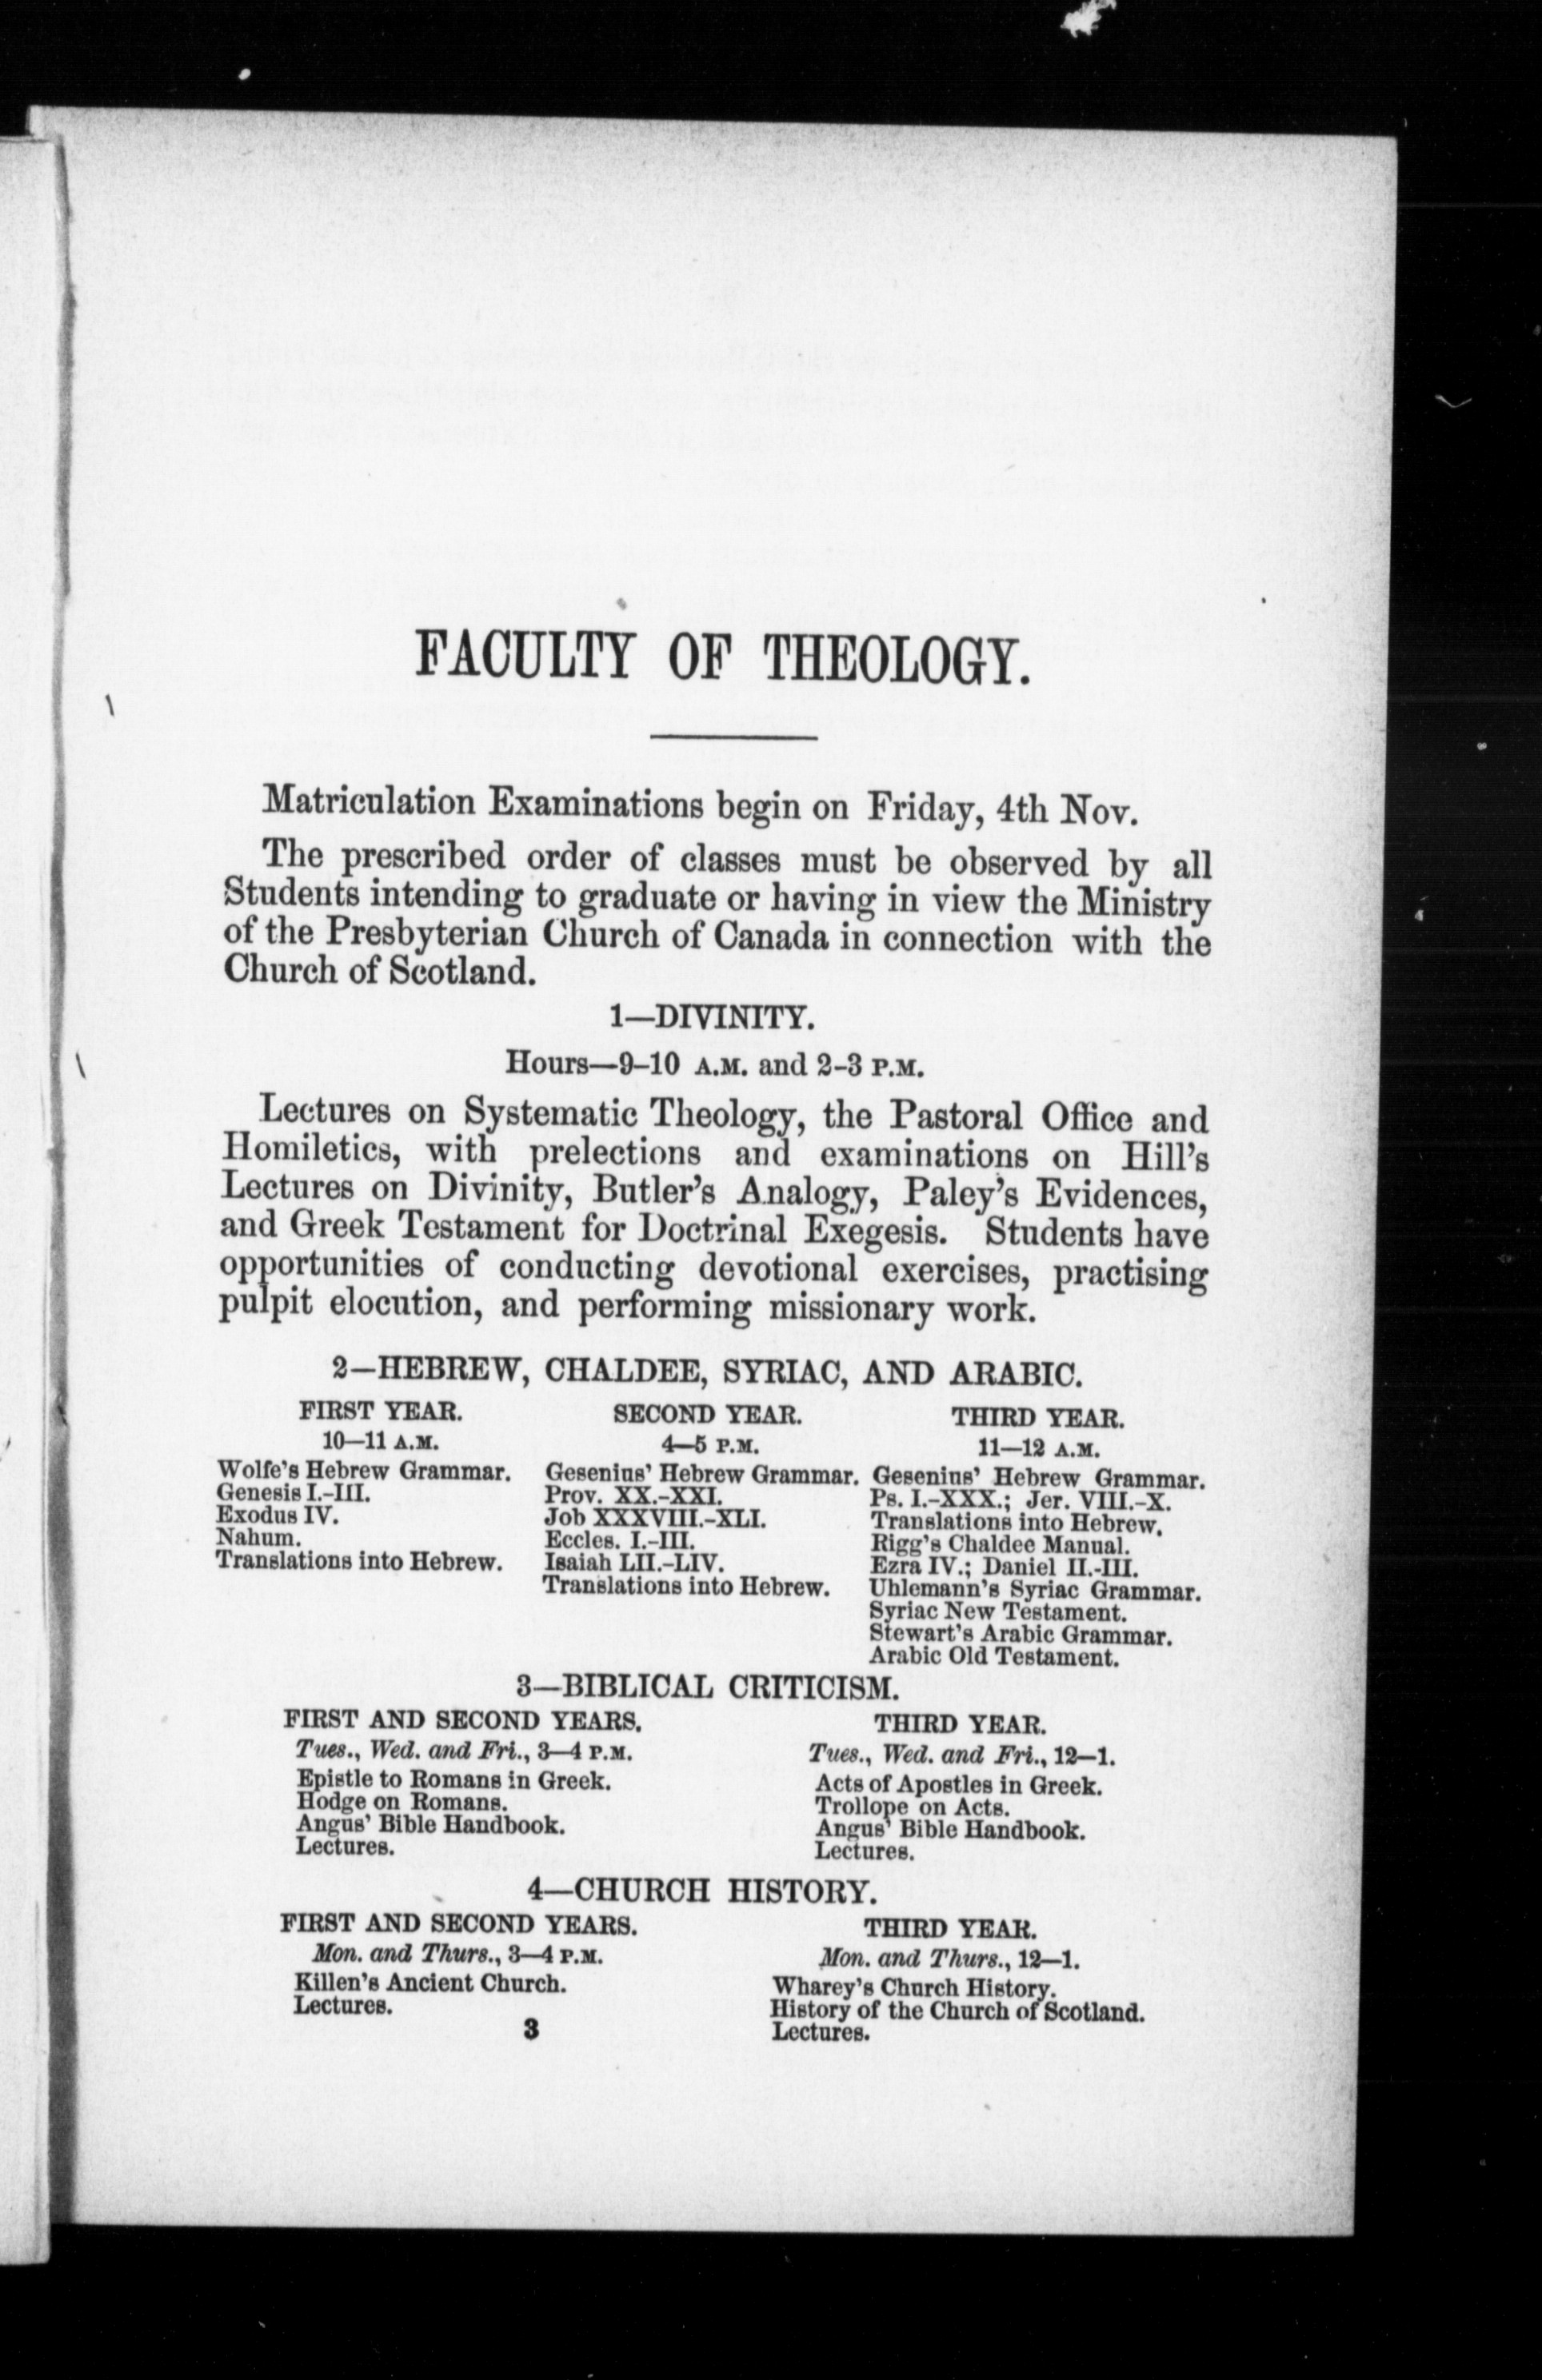 FACULTY OF THEOLOGY.
Matriculation Examinations begin on Friday, 4th Nov.
The prescribed order of classes must be observed by all
Students intending to graduate or having in view the Ministry
of the Presbyterian Church of Canada in connection with the
Church of Scotland.
1—DIVINITY.
Hours—9–10 A.M. and 2–3 P.M.
Lectures on Systematic Theology, the Pastoral Office and
Homiletics, with prelections and examinations on Hill's
Lectures on Divinity, Butler's Analogy, Paley's Evidences,
and Greek Testament for Doctrinal Exegesis. Students have
opportunities of conducting devotional exercises, practising
pulpit elocution, and performing missionary work.
2—HEBREW, CHALDEE, SYRIAC, AND ARABIC.
FIRST YEAR.
10—11 A.M.
Wolfe's Hebrew Grammar.
Genesis I.-III.
Exodus IV.
Nahum.
Translations into Hebrew.
SECOND YEAR.
4—5 P.M.
Gesenius' Hebrew Grammar.
Prov. XX.-XXI.
Job XXXVIII.-XLI.
Eccles. I.-III.
Isaiah LII.-LIV.
Translations into Hebrew.
THIRD YEAR.
11—12 A.M.
Gesenius' Hebrew Grammar.
Ps. I.-XXX.; Jer. VIII.-X.
Translations into Hebrew.
Rigg's Chaldee Manual.
Ezra IV.; Daniel II.-III.
Uhlemann's Syriac Grammar.
Syriac New Testament.
Stewart's Arabic Grammar.
Arabic Old Testament.
3—BIBLICAL CRITICISM.
FIRST AND SECOND YEARS.
Tues., Wed. and Fri., 3—4 P.M.
Epistle to Romans in Greek.
Hodge on Romans.
Angus' Bible Handbook.
Lectures.
THIRD YEAR.
Tues., Wed. and Fri., 12—1.
Acts of Apostles in Greek.
Trollope on Acts.
Angus' Bible Handbook.
Lectures.
4—CHURCH HISTORY.
FIRST AND SECOND YEARS.
Mon. and Thurs., 3—4 P.M.
Killen's Ancient Church.
Lectures.
THIRD YEAR.
Mon. and Thurs., 12—1.
Wharey's Church History.
History of the Church of Scotland.
Lectures.
3